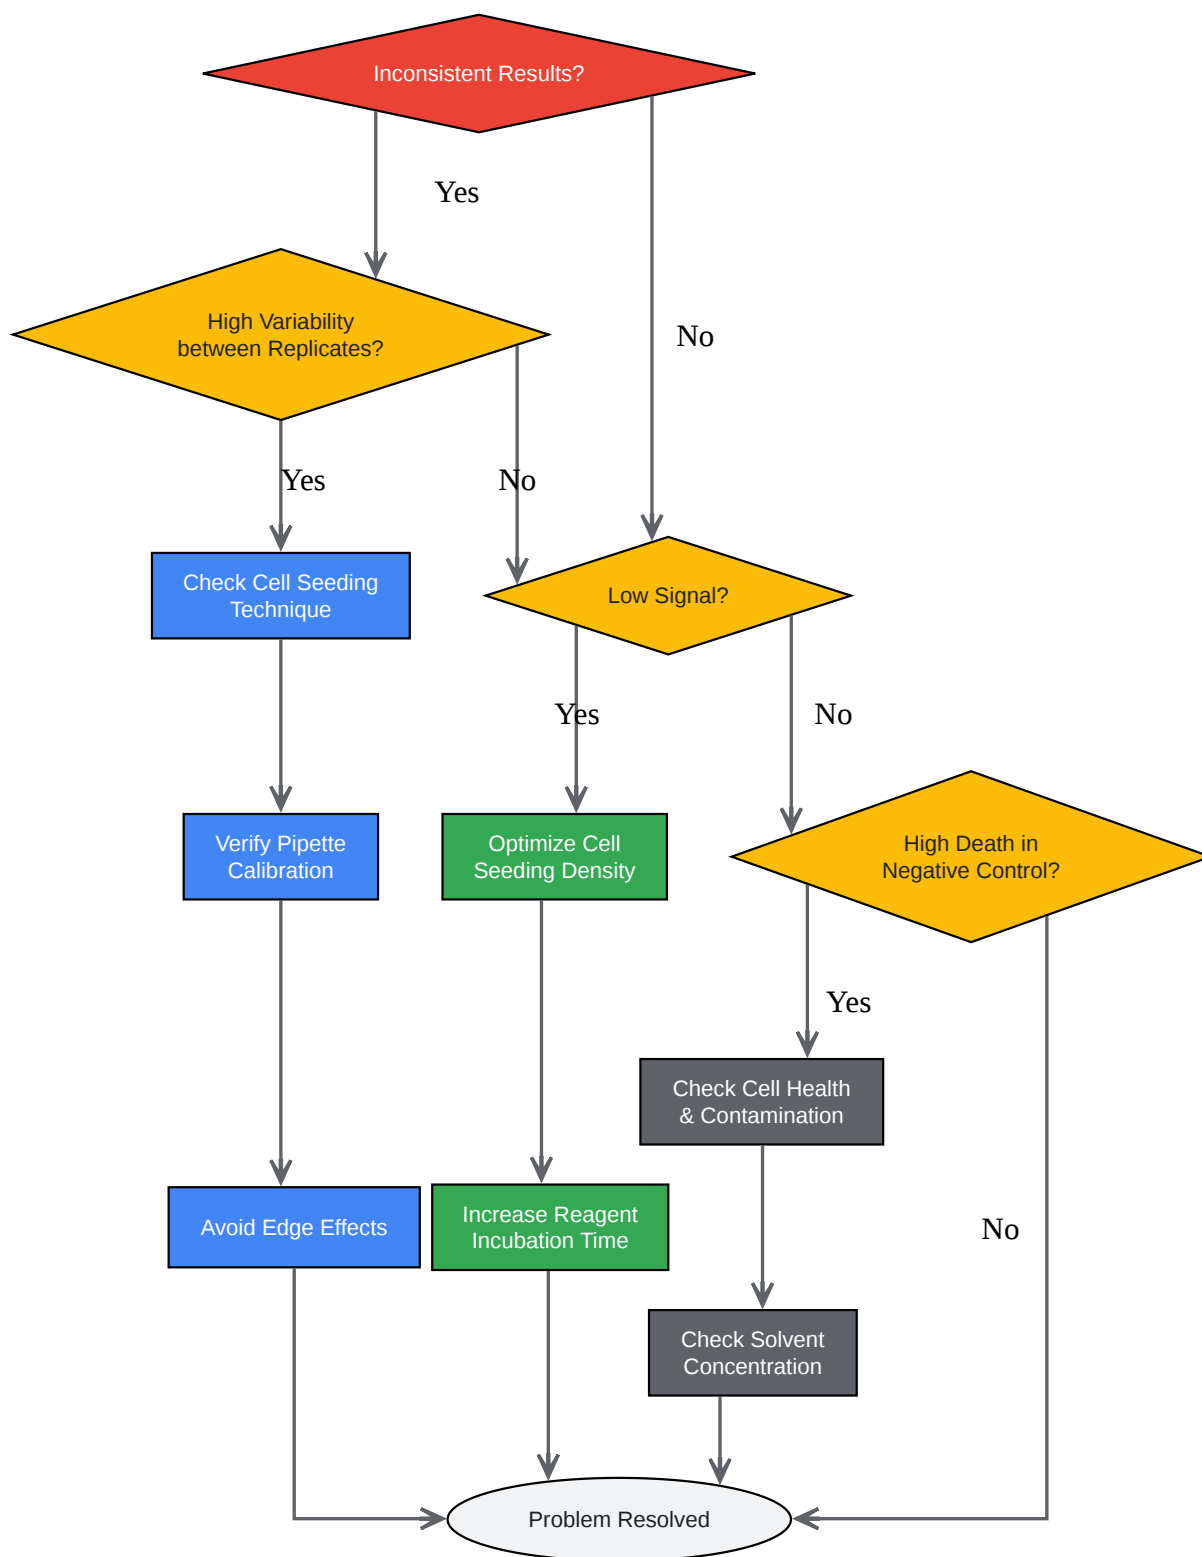 Inconsistent Results?
Yes
High Variability
between Replicates?
No
Yes
No
Check Cell Seeding
Technique
Low Signal?
Yes
No
Verify Pipette
Calibration
Optimize Cell
Seeding Density
High Death in
Negative Control?
Yes
Check Cell Health
& Contamination
Avoid Edge Effects
Increase Reagent
Incubation Time
No
Check Solvent
Concentration
Problem Resolved